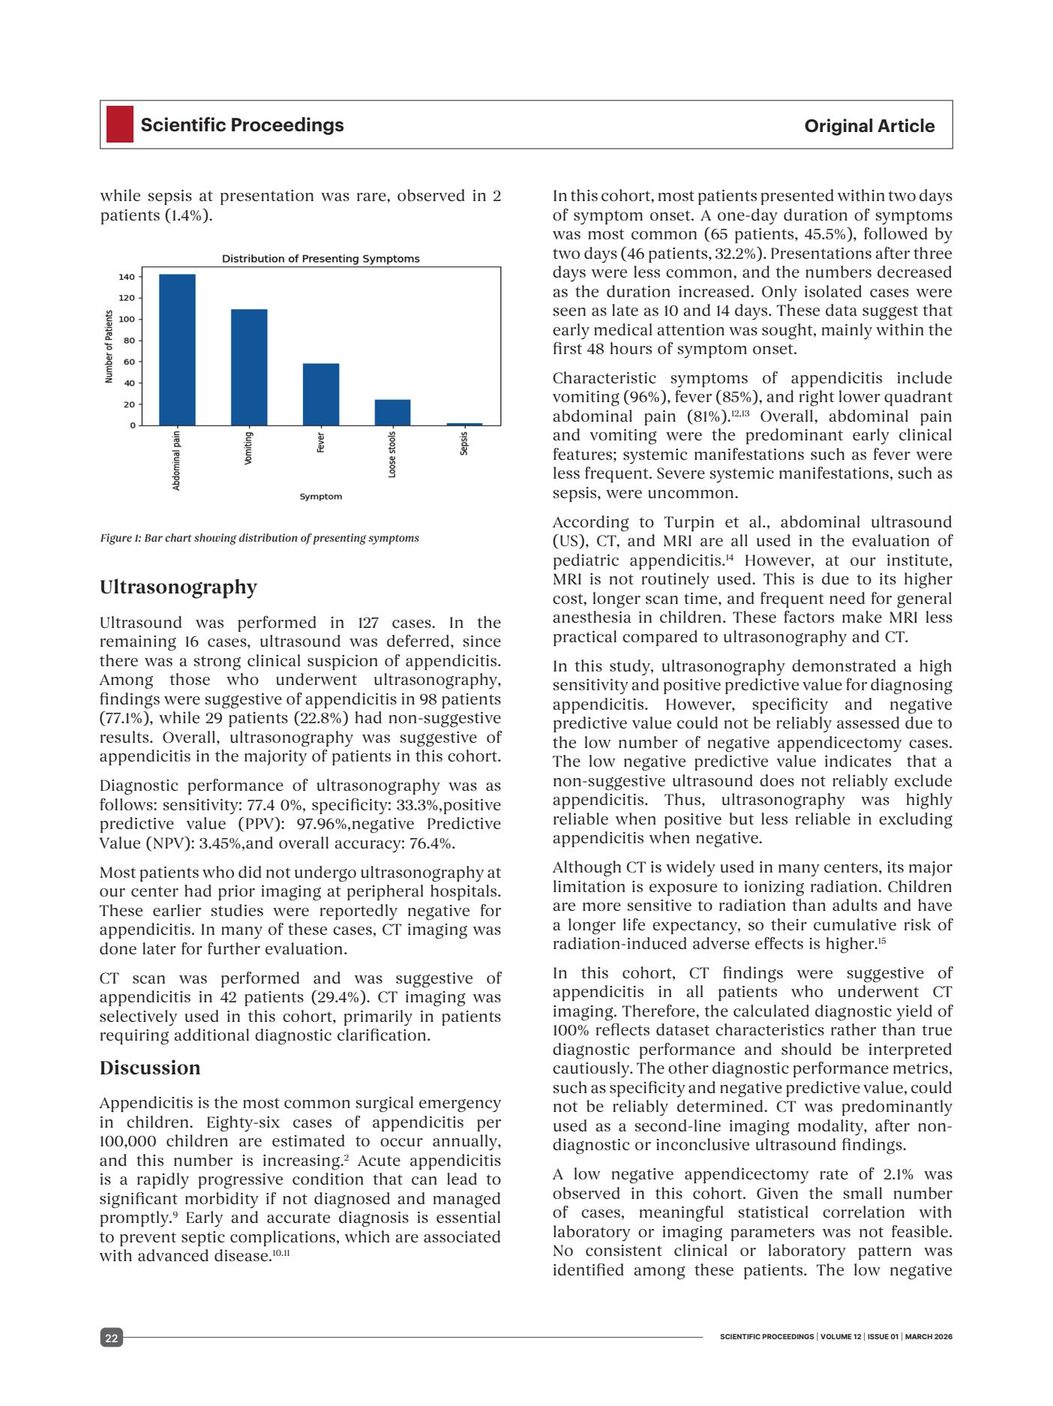 Scientific Proceedings
Original Article
while sepsis at presentation was rare, observed in 2
patients (1.4%).
Distribution of Presenting Symptoms
Number of Patients
140
120
100
80
60
40
20
0
Abdominal pain
Vomiting
Fever
Loose stools
Sepsis
Symptom
Figure 1: Bar chart showing distribution of presenting symptoms
Ultrasonography
Ultrasound was performed in 127 cases. In the
remaining 16 cases, ultrasound was deferred, since
there was a strong clinical suspicion of appendicitis.
Among those who underwent ultrasonography,
findings were suggestive of appendicitis in 98 patients
(77.1%), while 29 patients (22.8%) had non-suggestive
results. Overall, ultrasonography was suggestive of
appendicitis in the majority of patients in this cohort.
Diagnostic performance of ultrasonography was as
follows: sensitivity: 77.4 0%, specificity: 33.3%,positive
predictive value (PPV): 97.96%,negative Predictive
Value (NPV): 3.45%,and overall accuracy: 76.4%.
Most patients who did not undergo ultrasonography at
our center had prior imaging at peripheral hospitals.
These earlier studies were reportedly negative for
appendicitis. In many of these cases, CT imaging was
done later for further evaluation.
CT scan was performed and was suggestive of
appendicitis in 42 patients (29.4%). CT imaging was
selectively used in this cohort, primarily in patients
requiring additional diagnostic clarification.
Discussion
Appendicitis is the most common surgical emergency
in children. Eighty-six cases of appendicitis per
100,000 children are estimated to occur annually,
and this number is increasing.² Acute appendicitis
is a rapidly progressive condition that can lead to
significant morbidity if not diagnosed and managed
promptly.⁹ Early and accurate diagnosis is essential
to prevent septic complications, which are associated
with advanced disease.¹⁰,¹¹
In this cohort, most patients presented within two days
of symptom onset. A one-day duration of symptoms
was most common (65 patients, 45.5%), followed by
two days (46 patients, 32.2%). Presentations after three
days were less common, and the numbers decreased
as the duration increased. Only isolated cases were
seen as late as 10 and 14 days. These data suggest that
early medical attention was sought, mainly within the
first 48 hours of symptom onset.
Characteristic symptoms of appendicitis include
vomiting (96%), fever (85%), and right lower quadrant
abdominal pain (81%).¹²,¹³ Overall, abdominal pain
and vomiting were the predominant early clinical
features; systemic manifestations such as fever were
less frequent. Severe systemic manifestations, such as
sepsis, were uncommon.
According to Turpin et al., abdominal ultrasound
(US), CT, and MRI are all used in the evaluation of
pediatric appendicitis.¹⁴ However, at our institute,
MRI is not routinely used. This is due to its higher
cost, longer scan time, and frequent need for general
anesthesia in children. These factors make MRI less
practical compared to ultrasonography and CT.
In this study, ultrasonography demonstrated a high
sensitivity and positive predictive value for diagnosing
appendicitis. However, specificity and negative
predictive value could not be reliably assessed due to
the low number of negative appendicectomy cases.
The low negative predictive value indicates that a
non-suggestive ultrasound does not reliably exclude
appendicitis. Thus, ultrasonography was highly
reliable when positive but less reliable in excluding
appendicitis when negative.
Although CT is widely used in many centers, its major
limitation is exposure to ionizing radiation. Children
are more sensitive to radiation than adults and have
a longer life expectancy, so their cumulative risk of
radiation-induced adverse effects is higher.¹⁵
In this cohort, CT findings were suggestive of
appendicitis in all patients who underwent CT
imaging. Therefore, the calculated diagnostic yield of
100% reflects dataset characteristics rather than true
diagnostic performance and should be interpreted
cautiously. The other diagnostic performance metrics,
such as specificity and negative predictive value, could
not be reliably determined. CT was predominantly
used as a second-line imaging modality, after non-
diagnostic or inconclusive ultrasound findings.
A low negative appendicectomy rate of 2.1% was
observed in this cohort. Given the small number
of cases, meaningful statistical correlation with
laboratory or imaging parameters was not feasible.
No consistent clinical or laboratory pattern was
identified among these patients. The low negative
22
SCIENTIFIC PROCEEDINGS | VOLUME 12 | ISSUE 01 | MARCH 2026